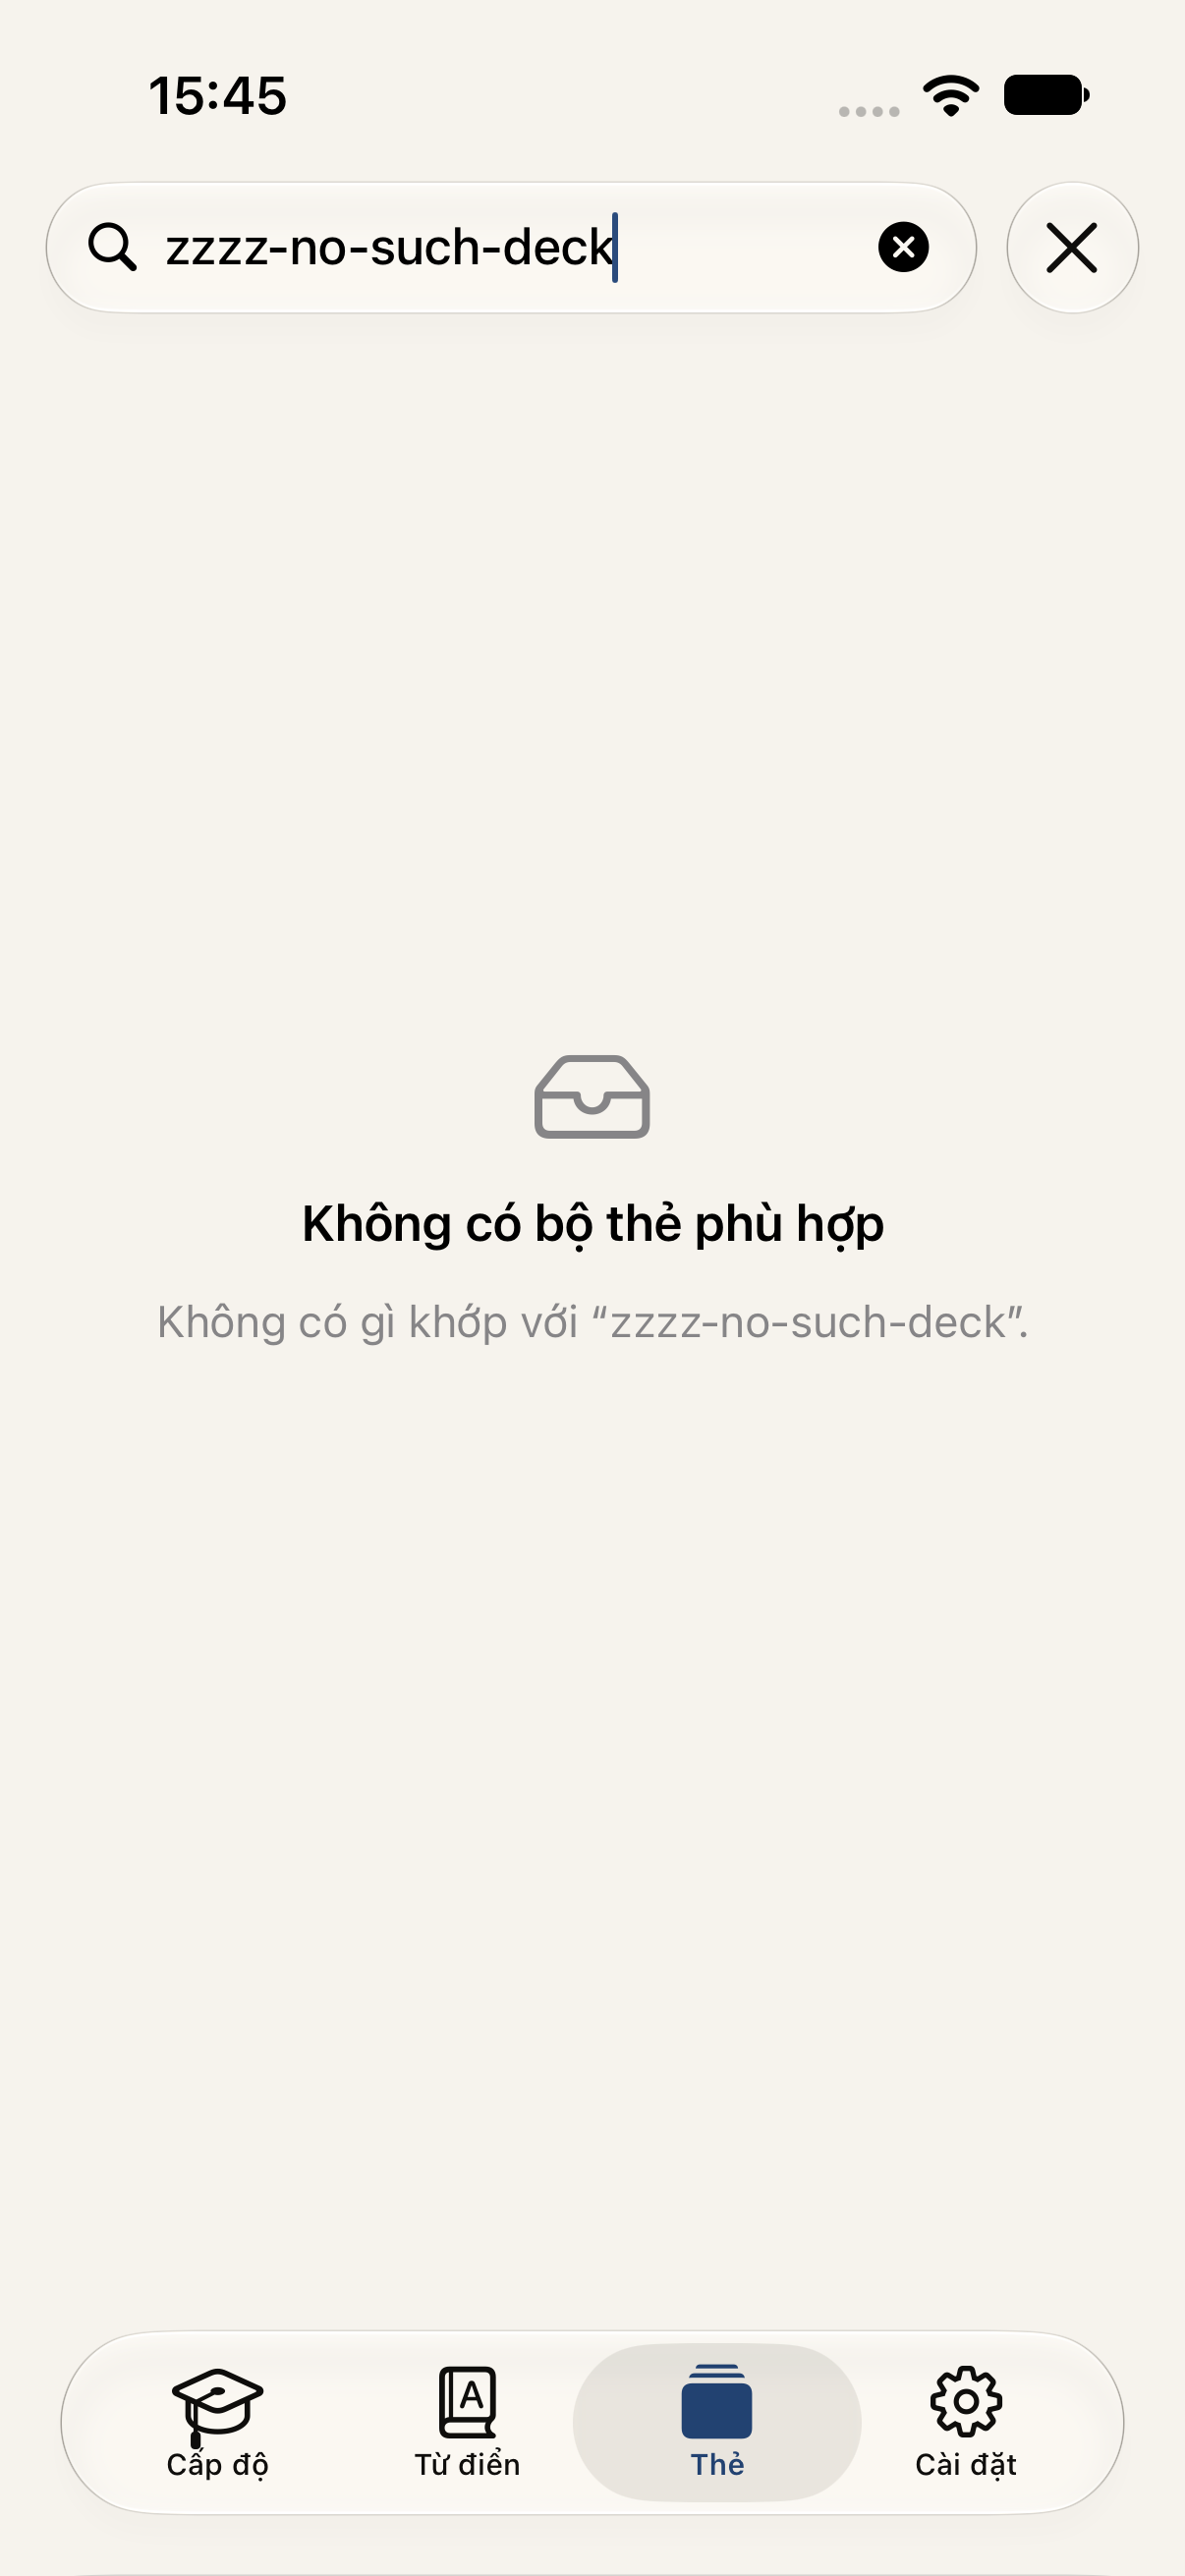 15:45
zzzz-no-such-deck
Không có bộ thẻ phù hợp
Không có gì khớp với “zzzz-no-such-deck”.
A
Cấp độ
Từ điển
Thẻ
Cài đặt